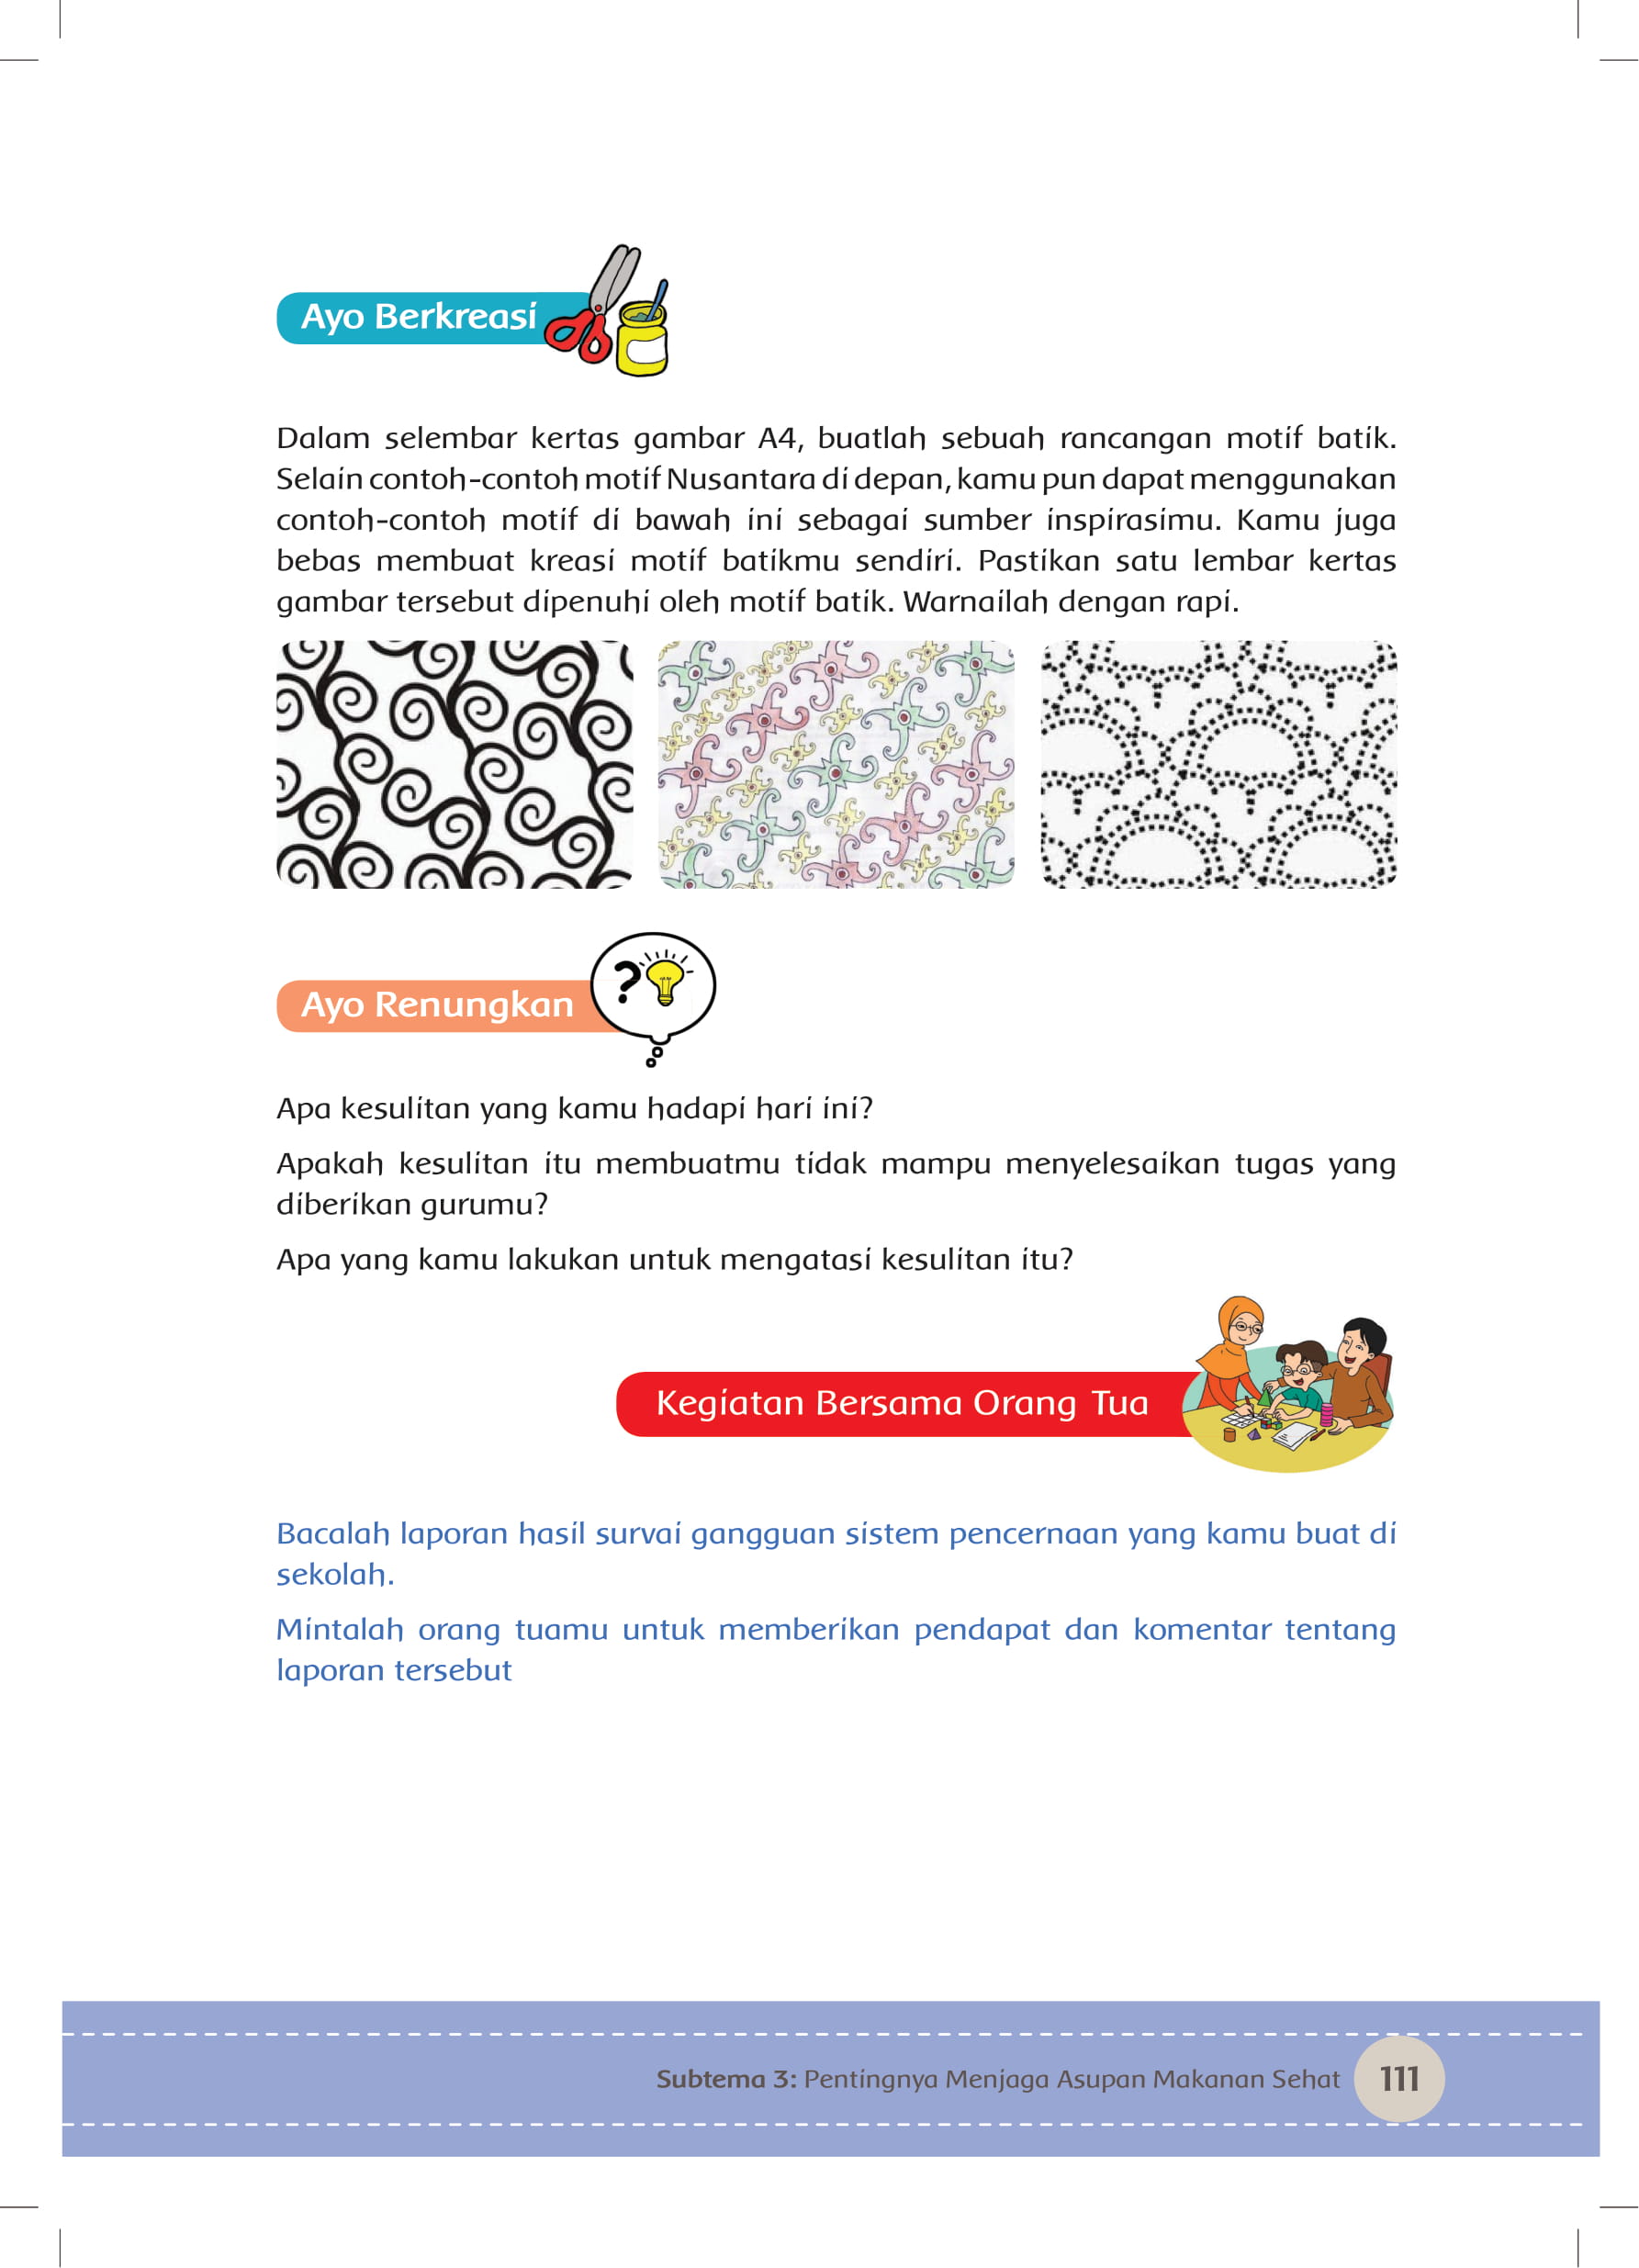 Ayo Berkreasi
Dalam selembar kertas gambar A4, buatlah sebuah rancangan motif batik.
Selain contoh-contoh motif Nusantara di depan, kamu pun dapat menggunakan
contoh-contoh motif di bawah ini sebagai sumber inspirasimu. Kamu juga
bebas membuat kreasi motif batikmu sendiri. Pastikan satu lembar kertas
gambar tersebut dipenuhi oleh motif batik. Warnailah dengan rapi.
?
Ayo Renungkan
Apa kesulitan yang kamu hadapi hari ini?
Apakah kesulitan itu membuatmu tidak mampu menyelesaikan tugas yang
diberikan gurumu?
Apa yang kamu lakukan untuk mengatasi kesulitan itu?
Kegiatan Bersama Orang Tua
Bacalah laporan hasil survai gangguan sistem pencernaan yang kamu buat di
sekolah.
Mintalah orang tuamu untuk memberikan pendapat dan komentar tentang
laporan tersebut
Subtema 3: Pentingnya Menjaga Asupan Makanan Sehat 111